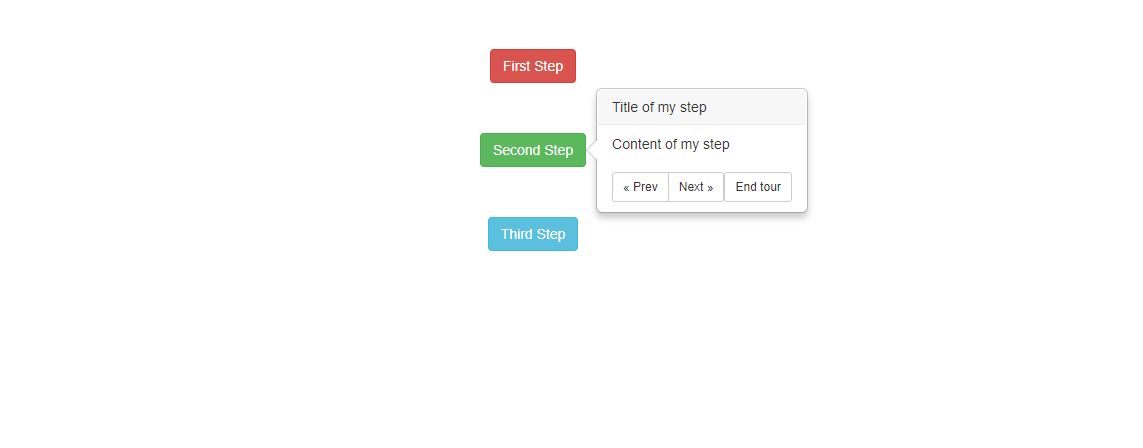 First Step
Title of my step
Content of my step
Second Step
« Prev Next » End tour
Third Step